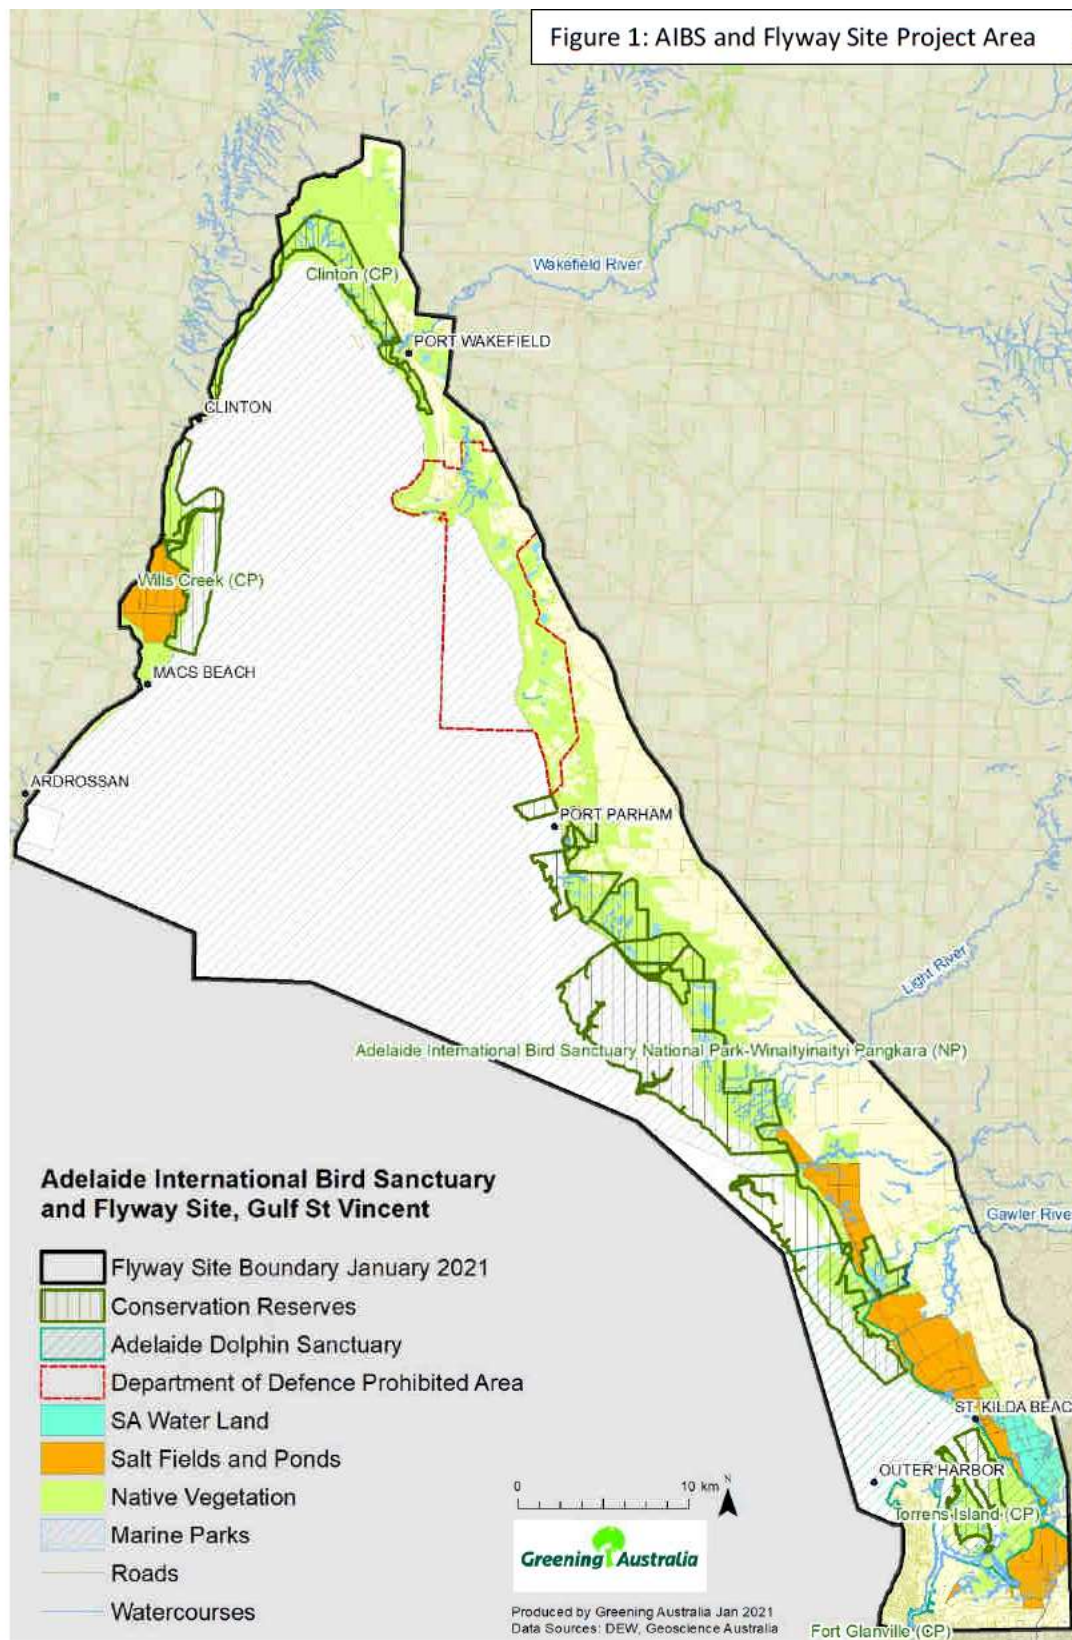 Figure 1: AIBS and Flyway Site Project Area
Wakefield River
Clinton (CP)
PORT WAKEFIELD
CLINTON
Wills Creek (CP)
MACS BEACH
ARDROSSAN
PORT PARHAM
Light River
Adelaide International Bird Sanctuary National Park-Winaityinaityi Pangkara (NP)
Adelaide International Bird Sanctuary
and Flyway Site, Gulf St Vincent
Gawler River
Flyway Site Boundary January 2021
Conservation Reserves
Adelaide Dolphin Sanctuary
Department of Defence Prohibited Area
SA Water Land
ST. KILDA BEAC
Salt Fields and Ponds
OUTER HARBOR
0 10 km N
Native Vegetation
Torrens Island (CP)
Marine Parks
Greening Australia
Roads
Watercourses
Produced by Greening Australia Jan 2021
Data Sources: DEW, Geoscience Australia
Fort Glanville (CP)